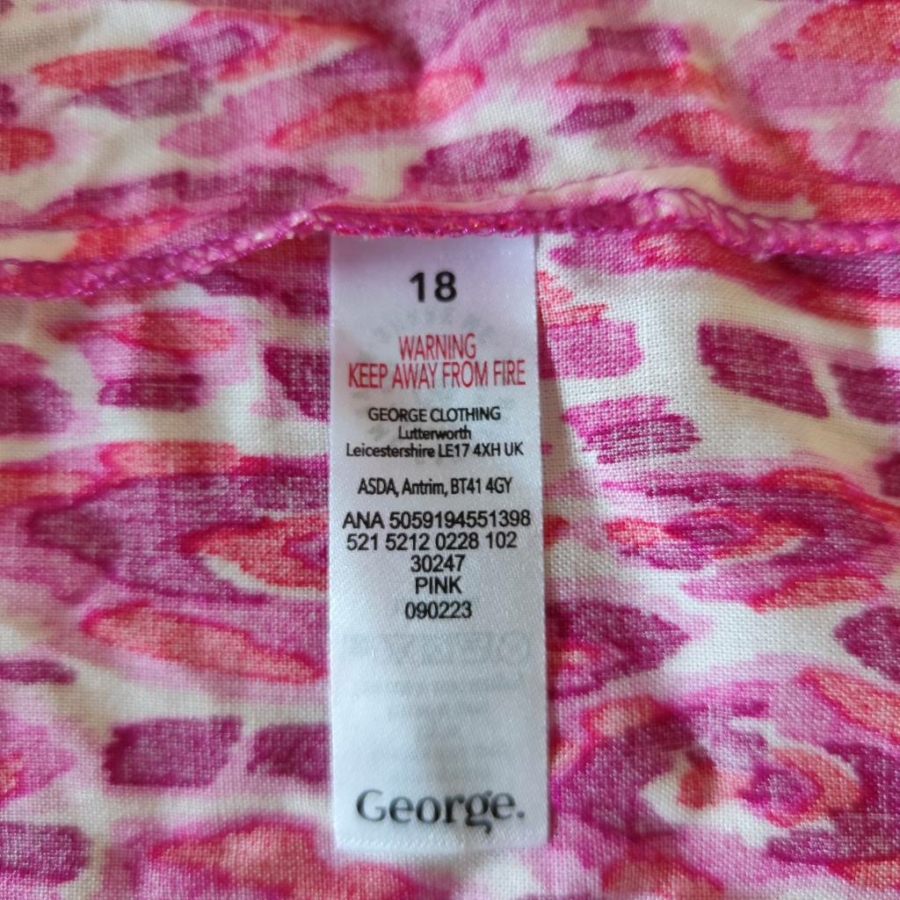 18
WARNING
KEEP AWAY FROM FIRE
GEORGE CLOTHING
Lutterworth
Leicestershire LE17 4XH UK
ASDA, Antrim, BT41 4GY
ANA 5059194551398
521 5212 0228 102
30247
PINK
090223
George.